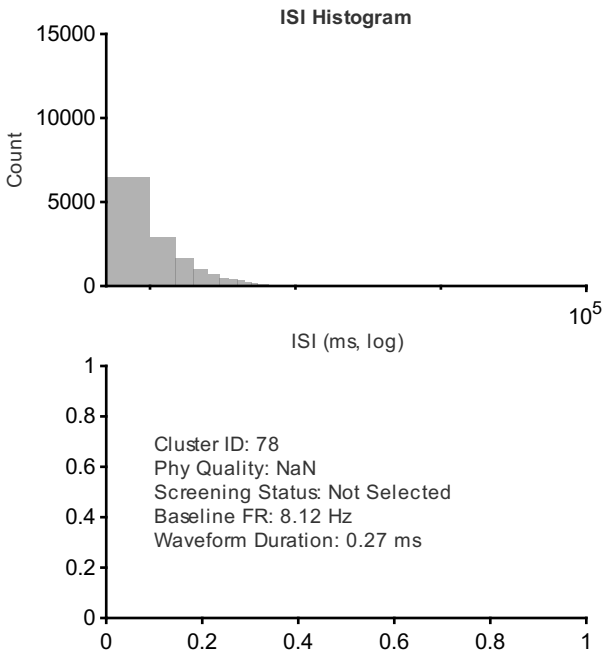 ISI Histogram
15000
10000
5000
0
Count
10^5
ISI (ms, log)
1
0.8
0.6
0.4
0.2
0
Cluster ID: 78
Phy Quality: NaN
Screening Status: Not Selected
Baseline FR: 8.12 Hz
Waveform Duration: 0.27 ms
0 0.2 0.4 0.6 0.8 1